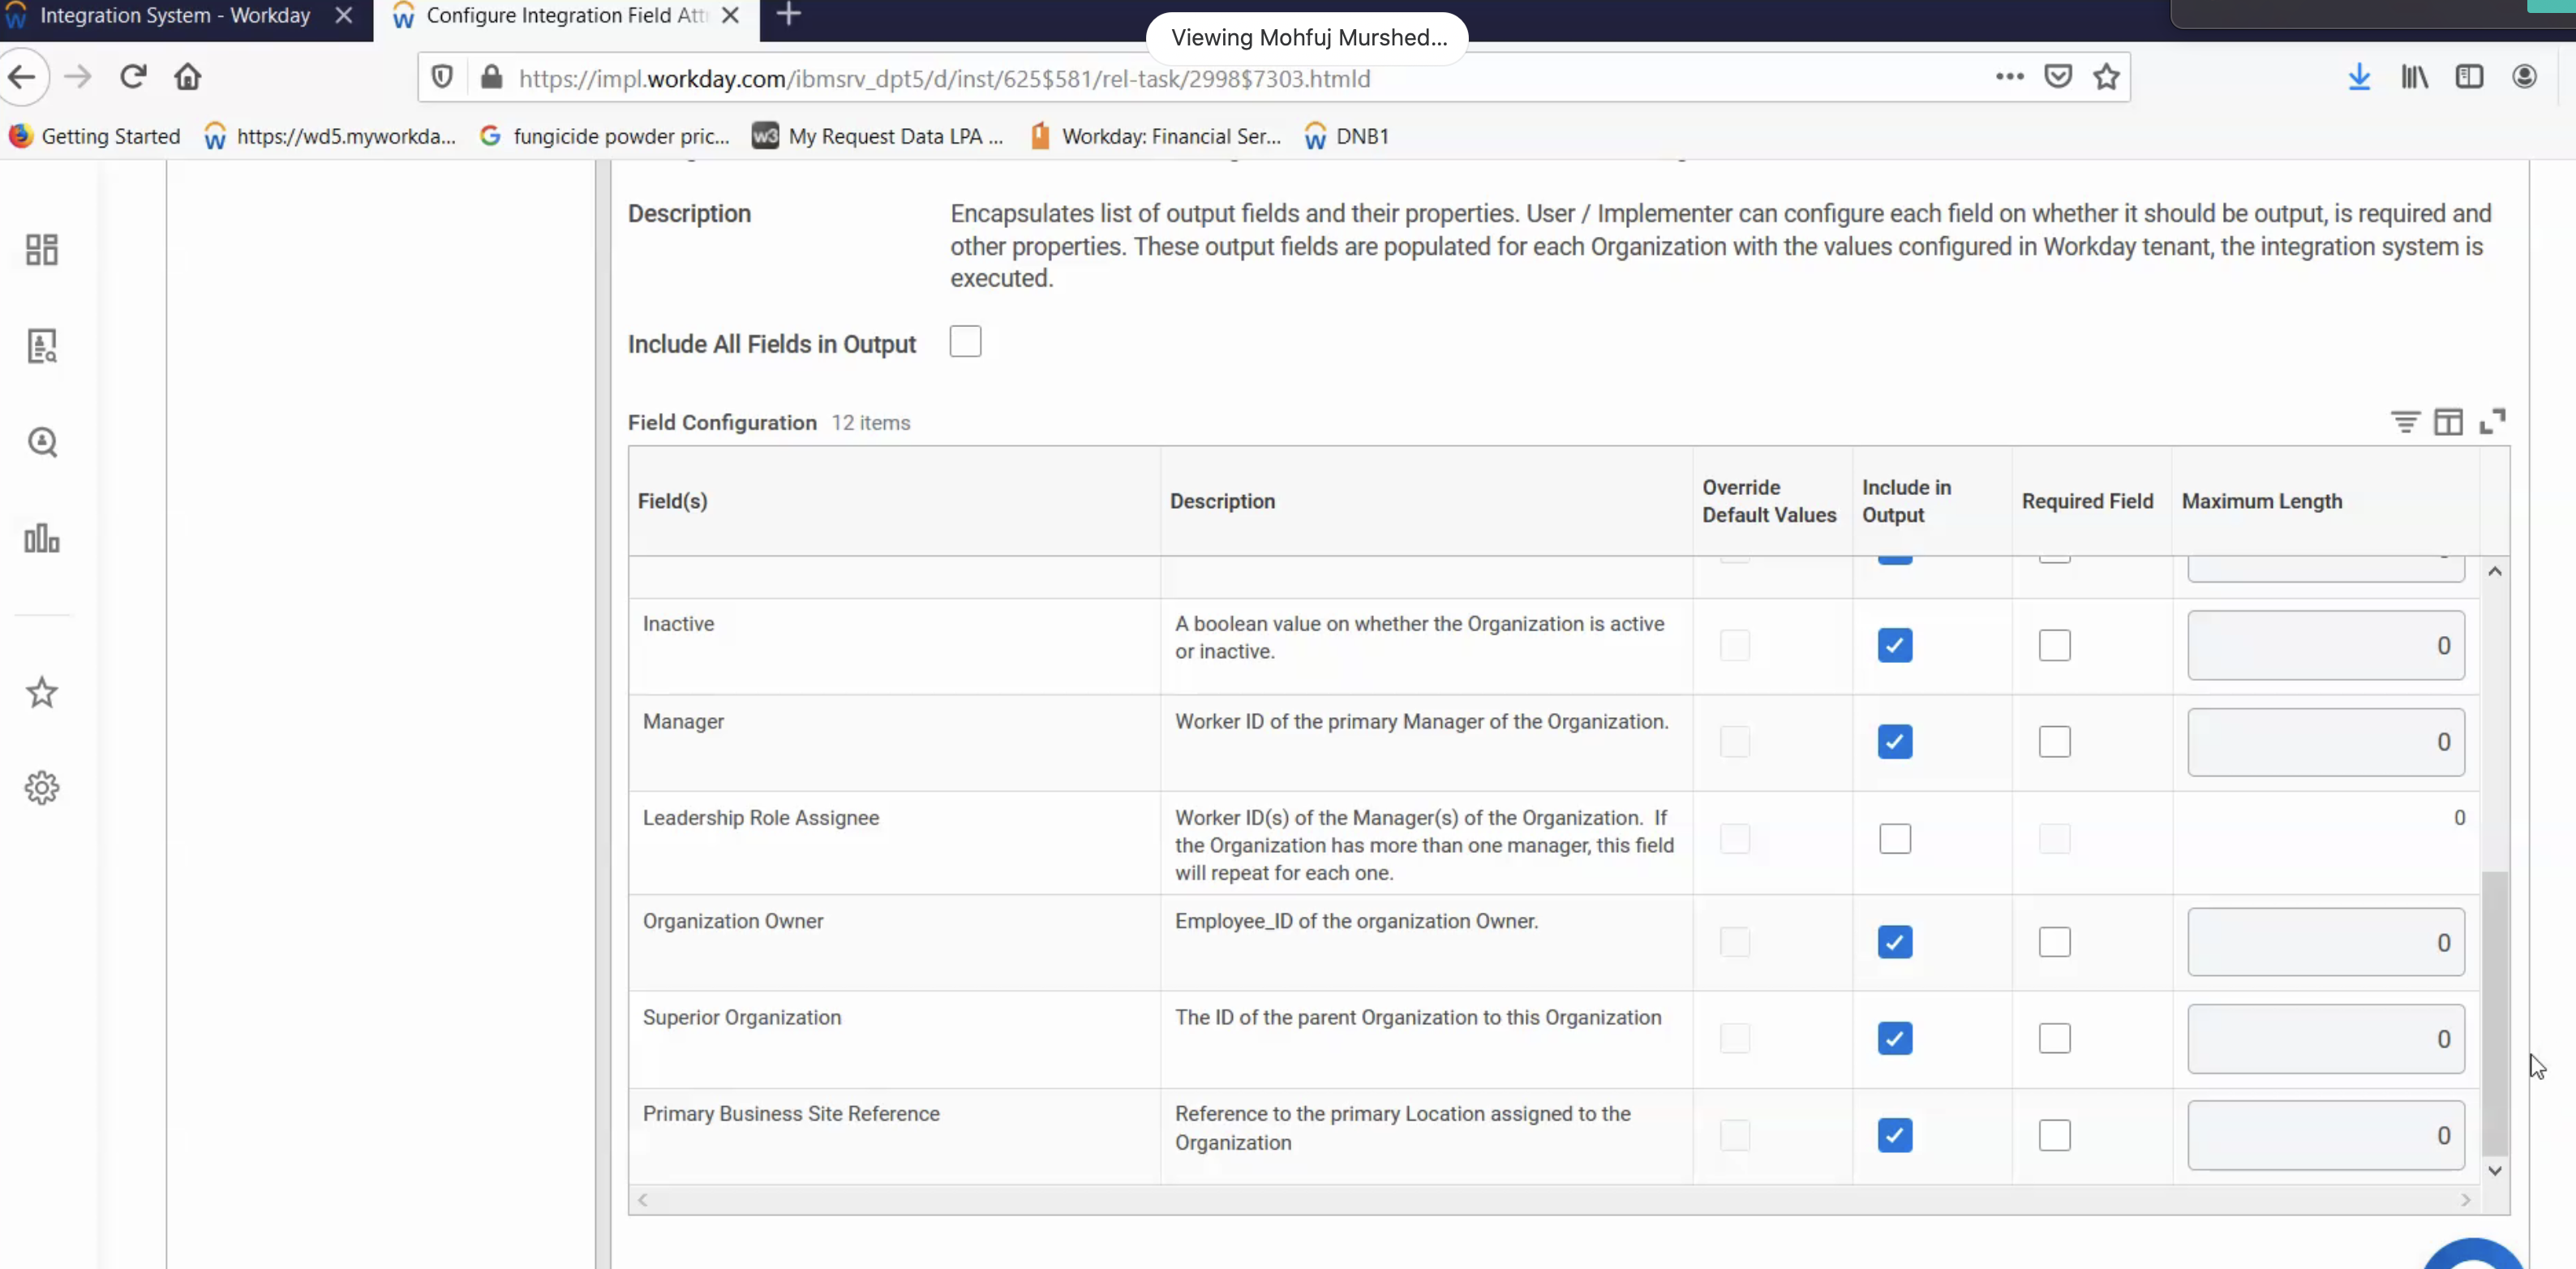 Integration System - Workday
Configure Integration Field Att
Viewing Mohfuj Murshed...
https://impl.workday.com/ibmsrv_dpt5/d/inst/625$581/rel-task/2998$7303.htmld
Getting Started
https://wd5.myworkda...
fungicide powder pric...
w3 My Request Data LPA ...
Workday: Financial Ser...
DNB1
Description
Encapsulates list of output fields and their properties. User / Implementer can configure each field on whether it should be output, is required and
other properties. These output fields are populated for each Organization with the values configured in Workday tenant, the integration system is
executed.
Include All Fields in Output
Field Configuration 12 items
Field(s)
Description
Override
Default Values
Include in
Output
Required Field
Maximum Length
Inactive
A boolean value on whether the Organization is active
or inactive.
0
Manager
Worker ID of the primary Manager of the Organization.
0
Leadership Role Assignee
Worker ID(s) of the Manager(s) of the Organization. If
the Organization has more than one manager, this field
will repeat for each one.
0
Organization Owner
Employee_ID of the organization Owner.
0
Superior Organization
The ID of the parent Organization to this Organization
0
Primary Business Site Reference
Reference to the primary Location assigned to the
Organization
0